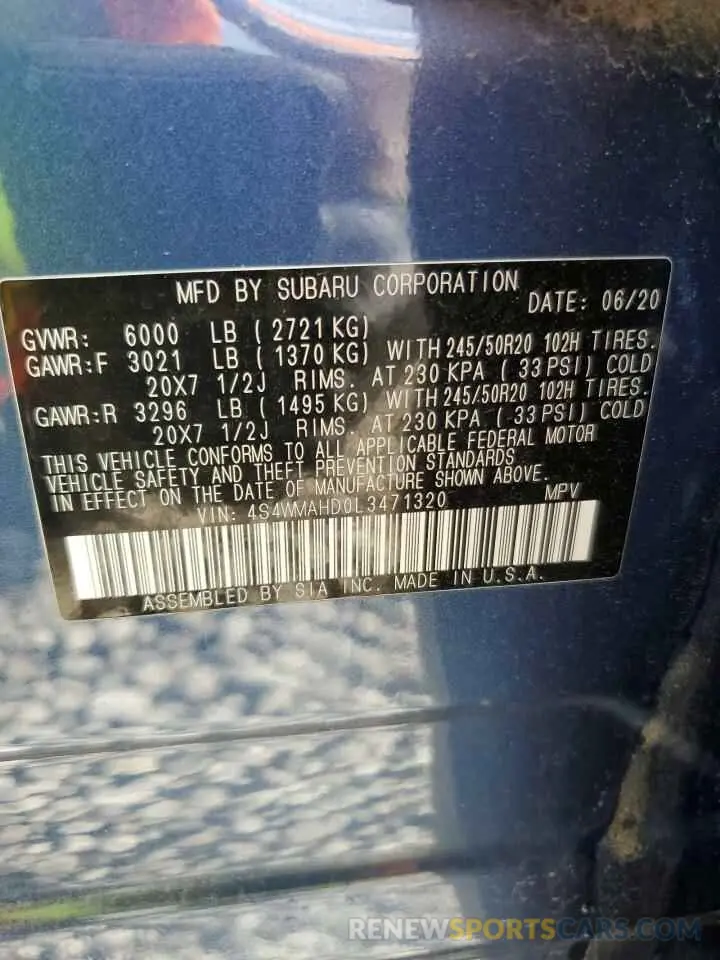 MFD BY SUBARU CORPORATION
DATE: 06/20
GVWR: 6000 LB ( 2721 KG)
GAWR:F 3021 LB ( 1370 KG) WITH 245/50R20 102H TIRES.
20X7 1/2J RIMS. AT 230 KPA ( 33 PSI) COLD
GAWR:R 3296 LB ( 1495 KG) WITH 245/50R20 102H TIRES.
20X7 1/2J RIMS. AT 230 KPA ( 33 PSI) COLD
THIS VEHICLE CONFORMS TO ALL APPLICABLE FEDERAL MOTOR
VEHICLE SAFETY AND THEFT PREVENTION STANDARDS
IN EFFECT ON THE DATE OF MANUFACTURE SHOWN ABOVE.
VIN: 4S4WMAHD0L3471320 MPV
ASSEMBLED BY SIA INC. MADE IN U.S.A.
RENEWSPORTSCARS.COM